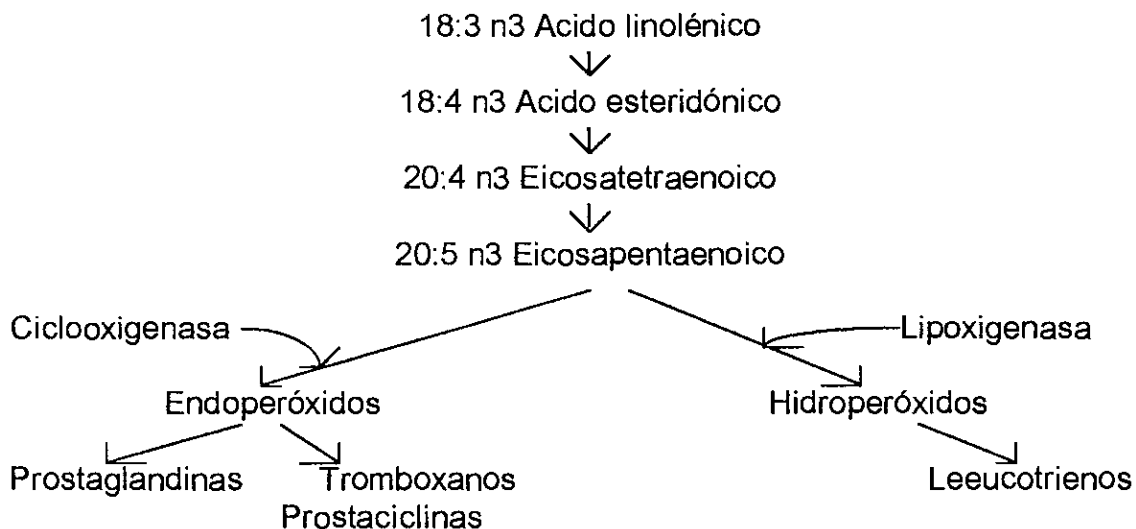 18:3 n3 Acido linolénico
18:4 n3 Acido esteridónico
20:4 n3 Eicosatetraenoico
20:5 n3 Eicosapentaenoico
Ciclooxigenasa
Lipoxigenasa
Endoperóxidos
Hidroperóxidos
Prostaglandinas
Tromboxanos
Leeucotrienos
Prostaciclinas